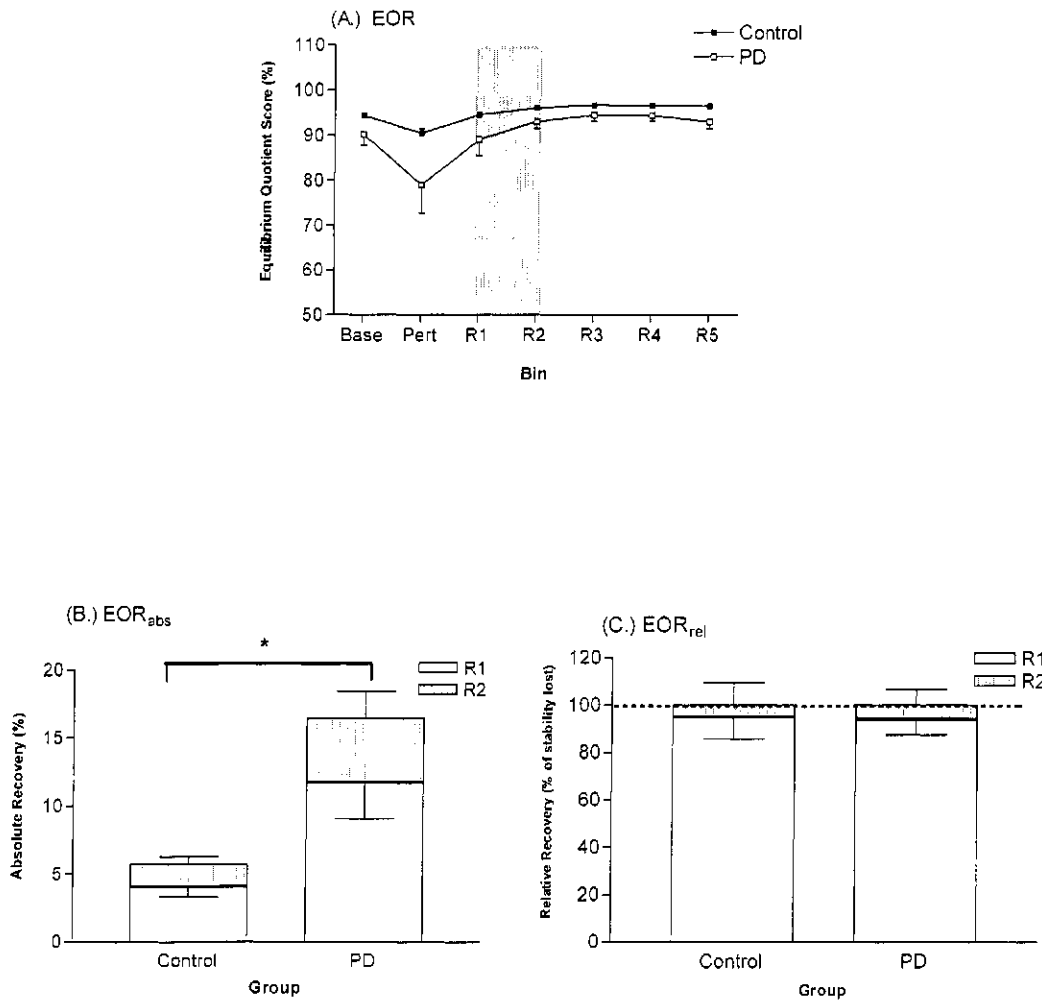 (A.) EOR
Control
PD
110
100
90
80
70
60
50
Equilibrium Quotient Score (%)
Base Pert R1 R2 R3 R4 R5
Bin
(B.) EORabs
*
R1
R2
20
15
10
5
0
Absolute Recovery (%)
Control PD
Group
(C.) EORrel
R1
R2
120
100
80
60
40
20
0
Relative Recovery (% of stability lost)
Control PD
Group